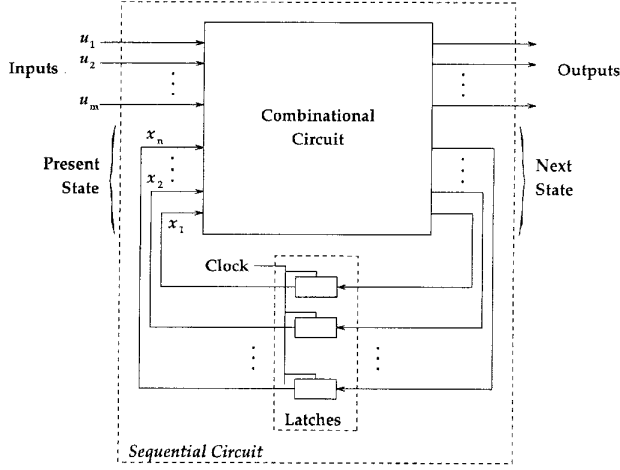 u₁
Inputs u₂
uₘ
Outputs
Combinational
Circuit
xₙ
Present
State
x₂
x₁
Next
State
Clock
Latches
Sequential Circuit